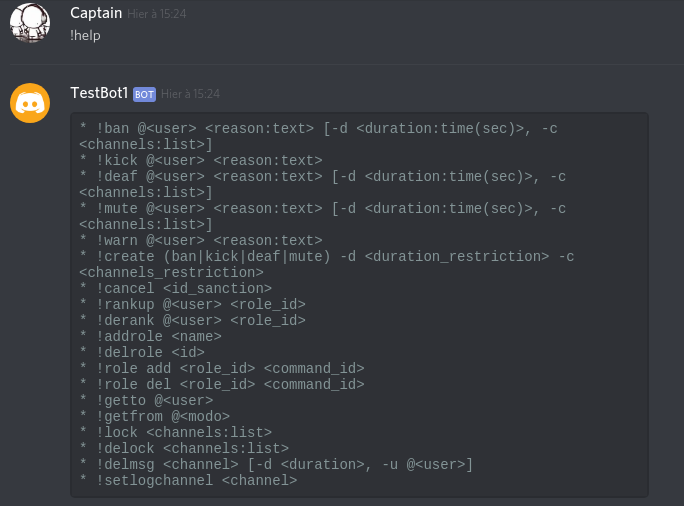 Captain Hier à 15:24
!help
TestBot1 BOT Hier à 15:24
* !ban @<user> <reason:text> [-d <duration:time(sec)>, -c
<channels:list>]
* !kick @<user> <reason:text>
* !deaf @<user> <reason:text> [-d <duration:time(sec)>, -c
<channels:list>]
* !mute @<user> <reason:text> [-d <duration:time(sec)>, -c
<channels:list>]
* !warn @<user> <reason:text>
* !create (ban|kick|deaf|mute) -d <duration_restriction> -c
<channels_restriction>
* !cancel <id_sanction>
* !rankup @<user> <role_id>
* !derank @<user> <role_id>
* !addrole <name>
* !delrole <id>
* !role add <role_id> <command_id>
* !role del <role_id> <command_id>
* !getto @<user>
* !getfrom @<modo>
* !lock <channels:list>
* !delock <channels:list>
* !delmsg <channel> [-d <duration>, -u @<user>]
* !setlogchannel <channel>